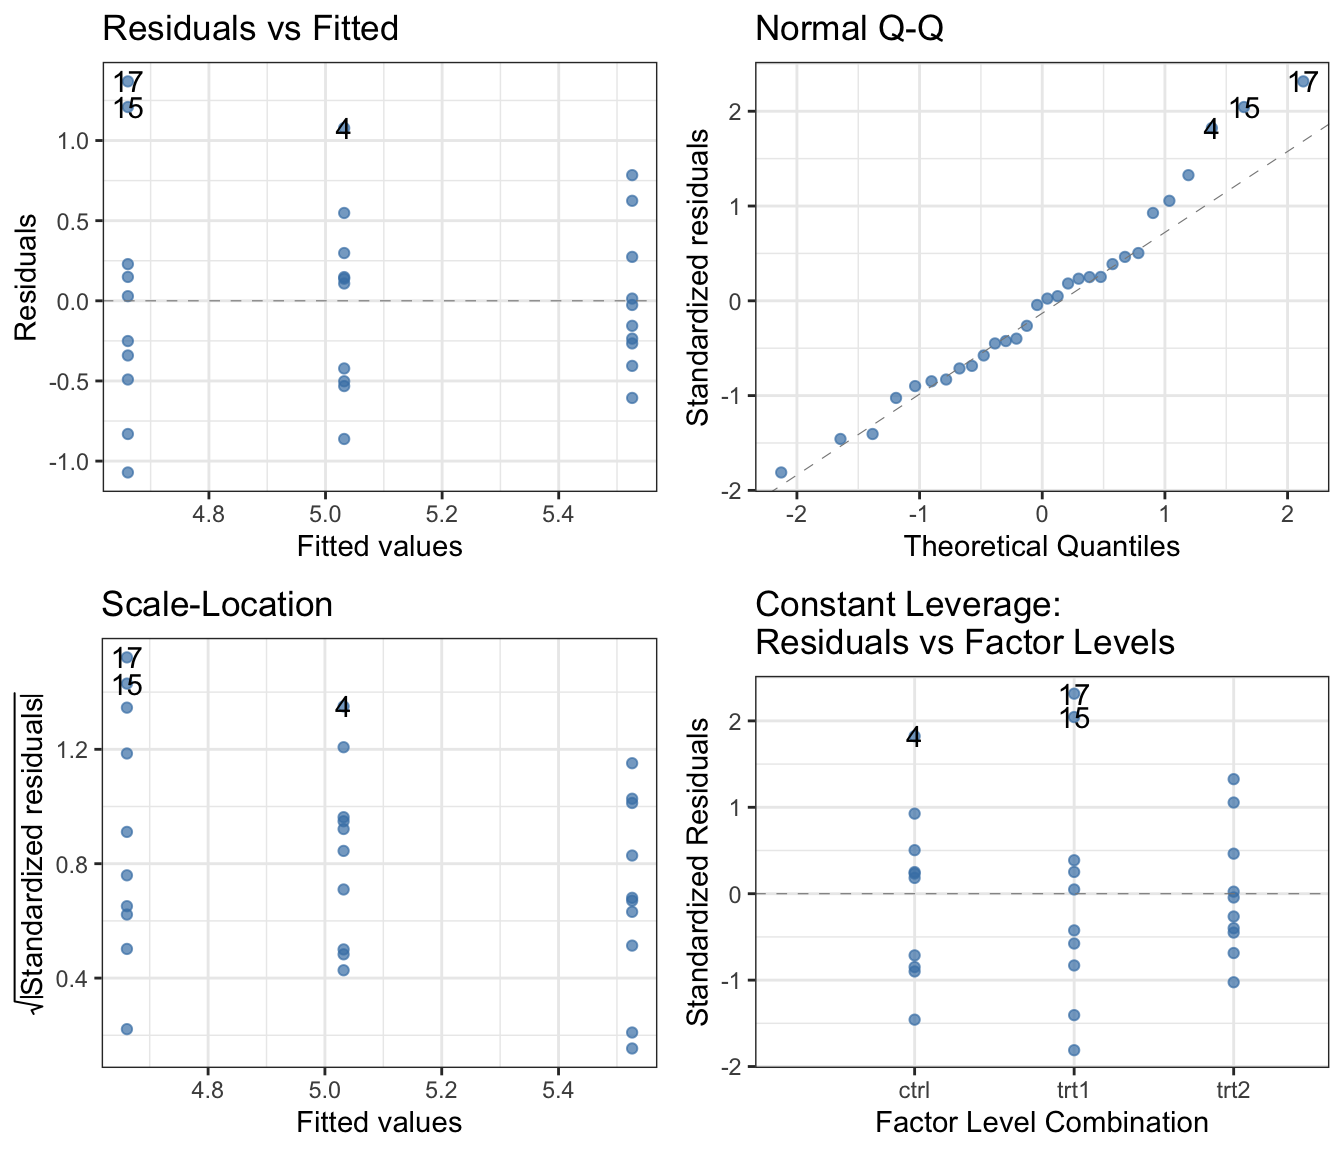 Residuals vs Fitted
17
15
4
1.0
0.5
0.0
-0.5
-1.0
Residuals
4.8 5.0 5.2 5.4
Fitted values
Normal Q-Q
17
15
4
2
1
0
-1
-2
Standardized residuals
-2 -1 0 1 2
Theoretical Quantiles
Scale-Location
17
15
4
1.2
0.8
0.4
√|Standardized residuals|
4.8 5.0 5.2 5.4
Fitted values
Constant Leverage:
Residuals vs Factor Levels
17
15
4
2
1
0
-1
-2
Standardized Residuals
ctrl trt1 trt2
Factor Level Combination